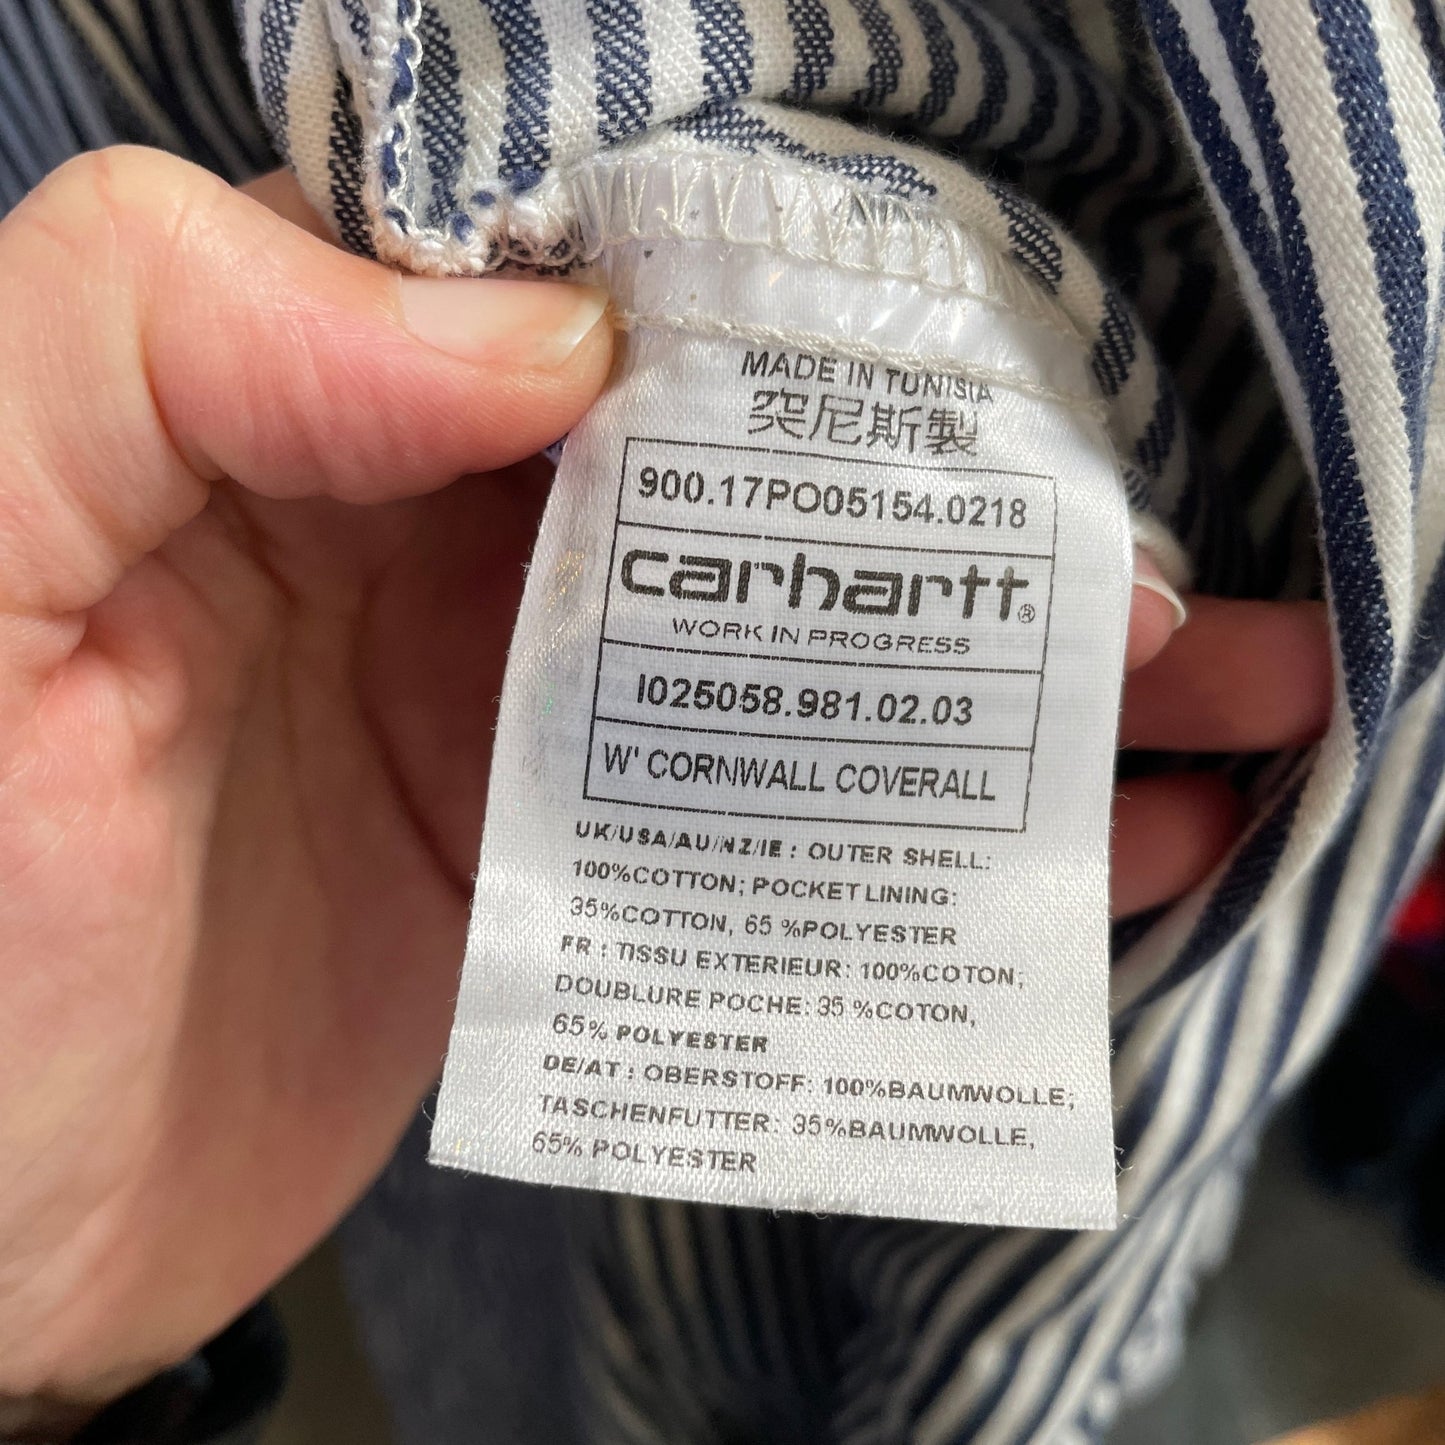 MADE IN TUNISIA
突尼斯製
900.17PO05154.0218
carhartt®
WORK IN PROGRESS
I025058.981.02.03
W' CORNWALL COVERALL
UK/USA/AU/NZ/IE : OUTER SHELL:
100%COTTON; POCKET LINING:
35%COTTON, 65 %POLYESTER
FR : TISSU EXTERIEUR: 100%COTON;
DOUBLURE POCHE: 35 %COTON,
65% POLYESTER
DE/AT : OBERSTOFF: 100%BAUMWOLLE;
TASCHENFUTTER: 35%BAUMWOLLE,
65% POLYESTER